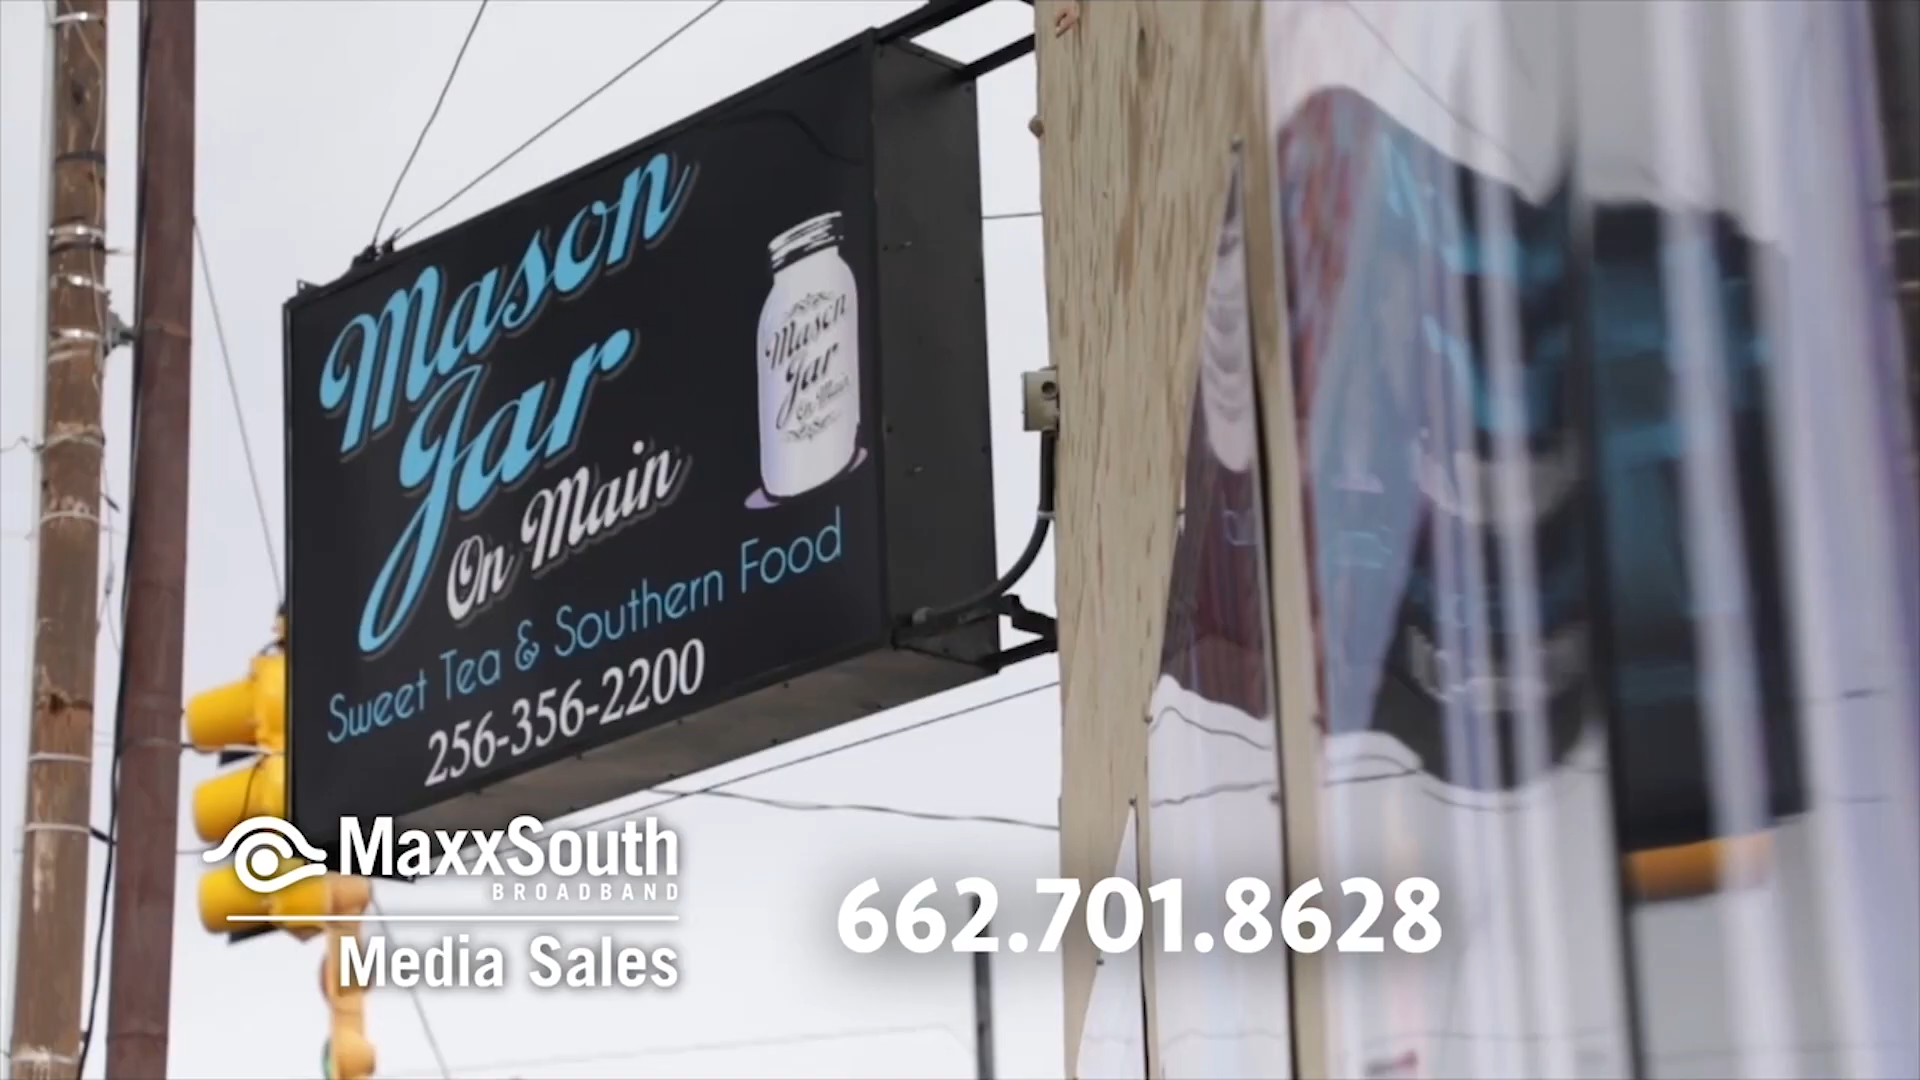 Mason
Jar
On Main
Sweet Tea & Southern Food
256-356-2200
Mason
Jar
On Main
MaxxSouth
BROADBAND
Media Sales
662.701.8628